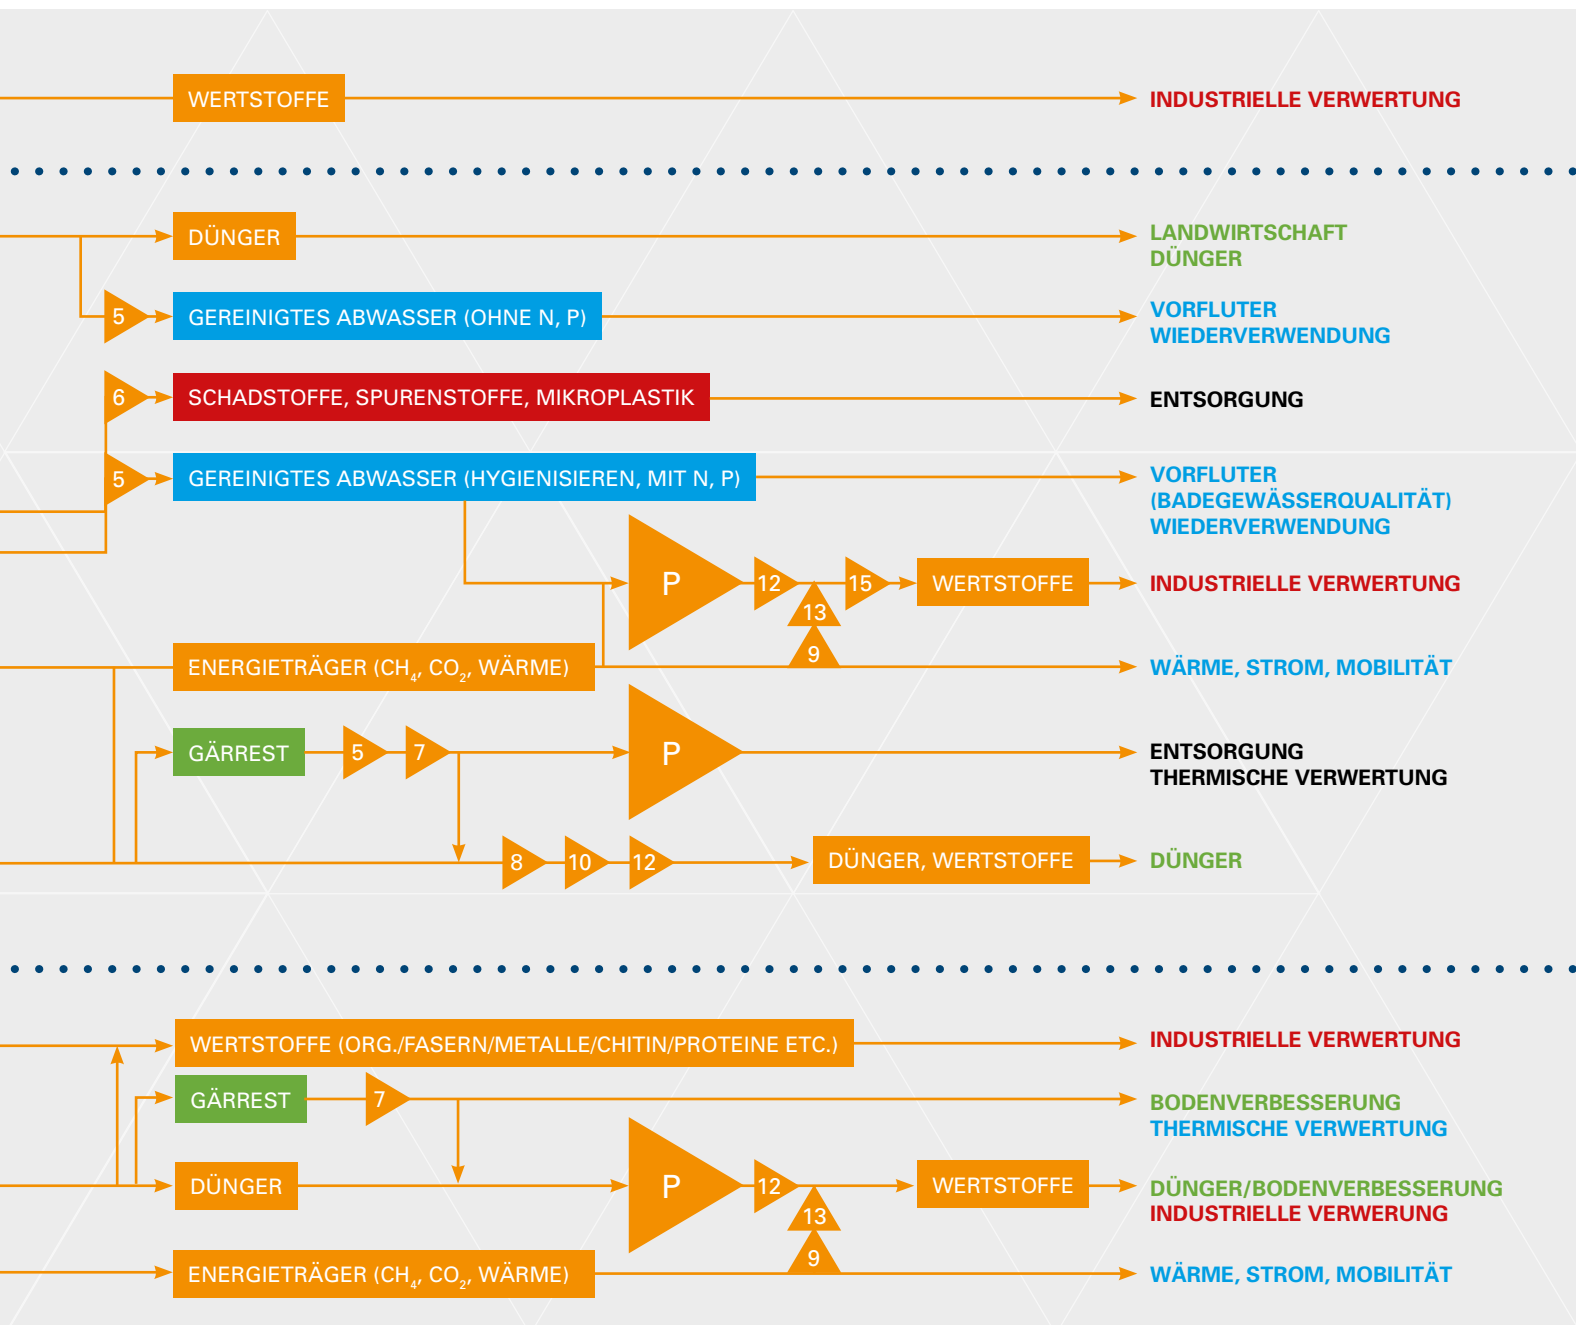 WERTSTOFFE
INDUSTRIELLE VERWERTUNG
DÜNGER
LANDWIRTSCHAFT
DÜNGER
5
GEREINIGTES ABWASSER (OHNE N, P)
VORFLUTER
WIEDERVERWENDUNG
6
SCHADSTOFFE, SPURENSTOFFE, MIKROPLASTIK
ENTSORGUNG
5
GEREINIGTES ABWASSER (HYGIENISIEREN, MIT N, P)
VORFLUTER
(BADEGEWÄSSERQUALITÄT)
WIEDERVERWENDUNG
P
12
13
9
15
WERTSTOFFE
INDUSTRIELLE VERWERTUNG
ENERGIETRÄGER (CH₄, CO₂, WÄRME)
WÄRME, STROM, MOBILITÄT
GÄRREST
5
7
P
ENTSORGUNG
THERMISCHE VERWERTUNG
8
10
12
DÜNGER, WERTSTOFFE
DÜNGER
WERTSTOFFE (ORG./FASERN/METALLE/CHITIN/PROTEINE ETC.)
INDUSTRIELLE VERWERTUNG
GÄRREST
7
BODENVERBESSERUNG
THERMISCHE VERWERTUNG
DÜNGER
P
12
13
9
WERTSTOFFE
DÜNGER/BODENVERBESSERUNG
INDUSTRIELLE VERWERUNG
ENERGIETRÄGER (CH₄, CO₂, WÄRME)
WÄRME, STROM, MOBILITÄT